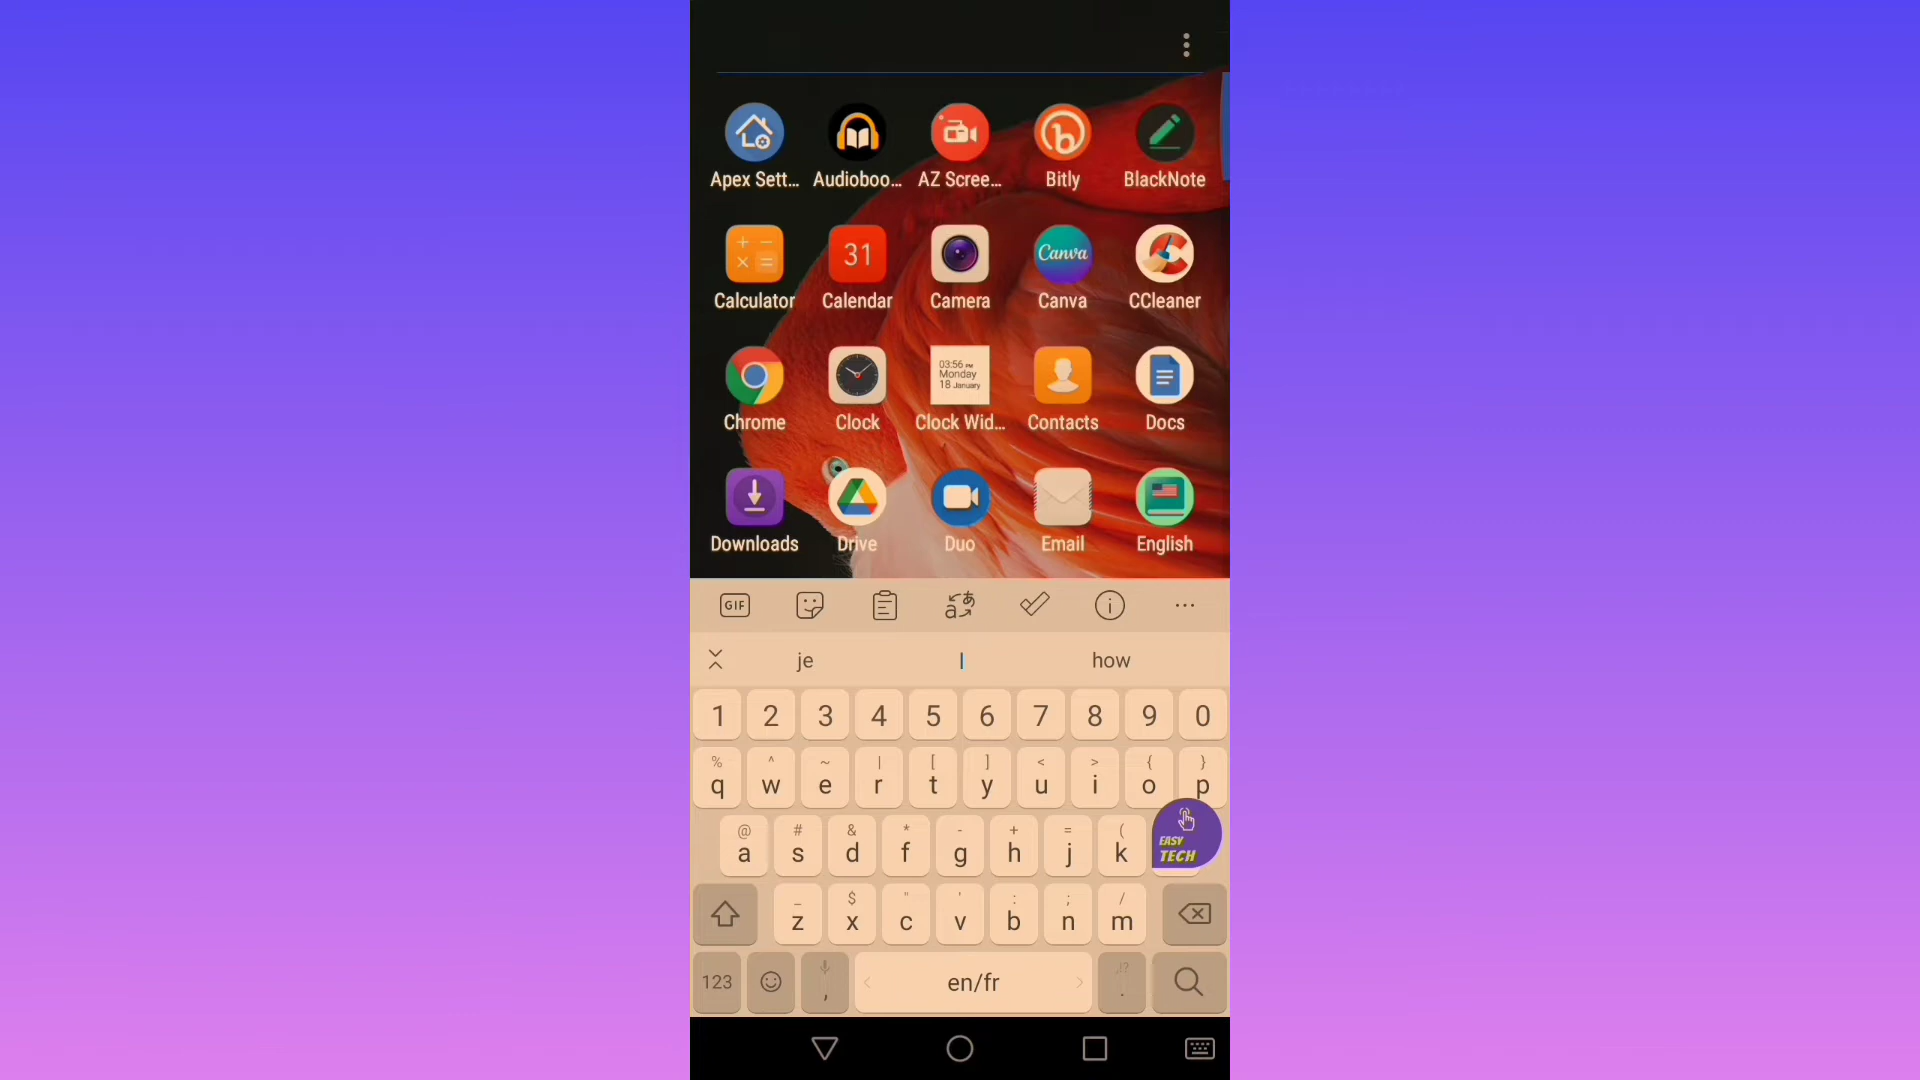 Apex Sett... Audioboo... AZ Scree... Bitly BlackNote
31 Canva
Calculator Calendar Camera Canva CCleaner
03:56 PM
Monday
18 January
Chrome Clock Clock Wid... Contacts Docs
Downloads Drive Duo Email English
GIF
je I how
1 2 3 4 5 6 7 8 9 0
% ^ ~ | [ ] < > { }
q w e r t y u i o p
@ # & * - + = (
a s d f g h j k
EASY
TECH
_ $ " ' : ; /
z x c v b n m
123 , en/fr !? .